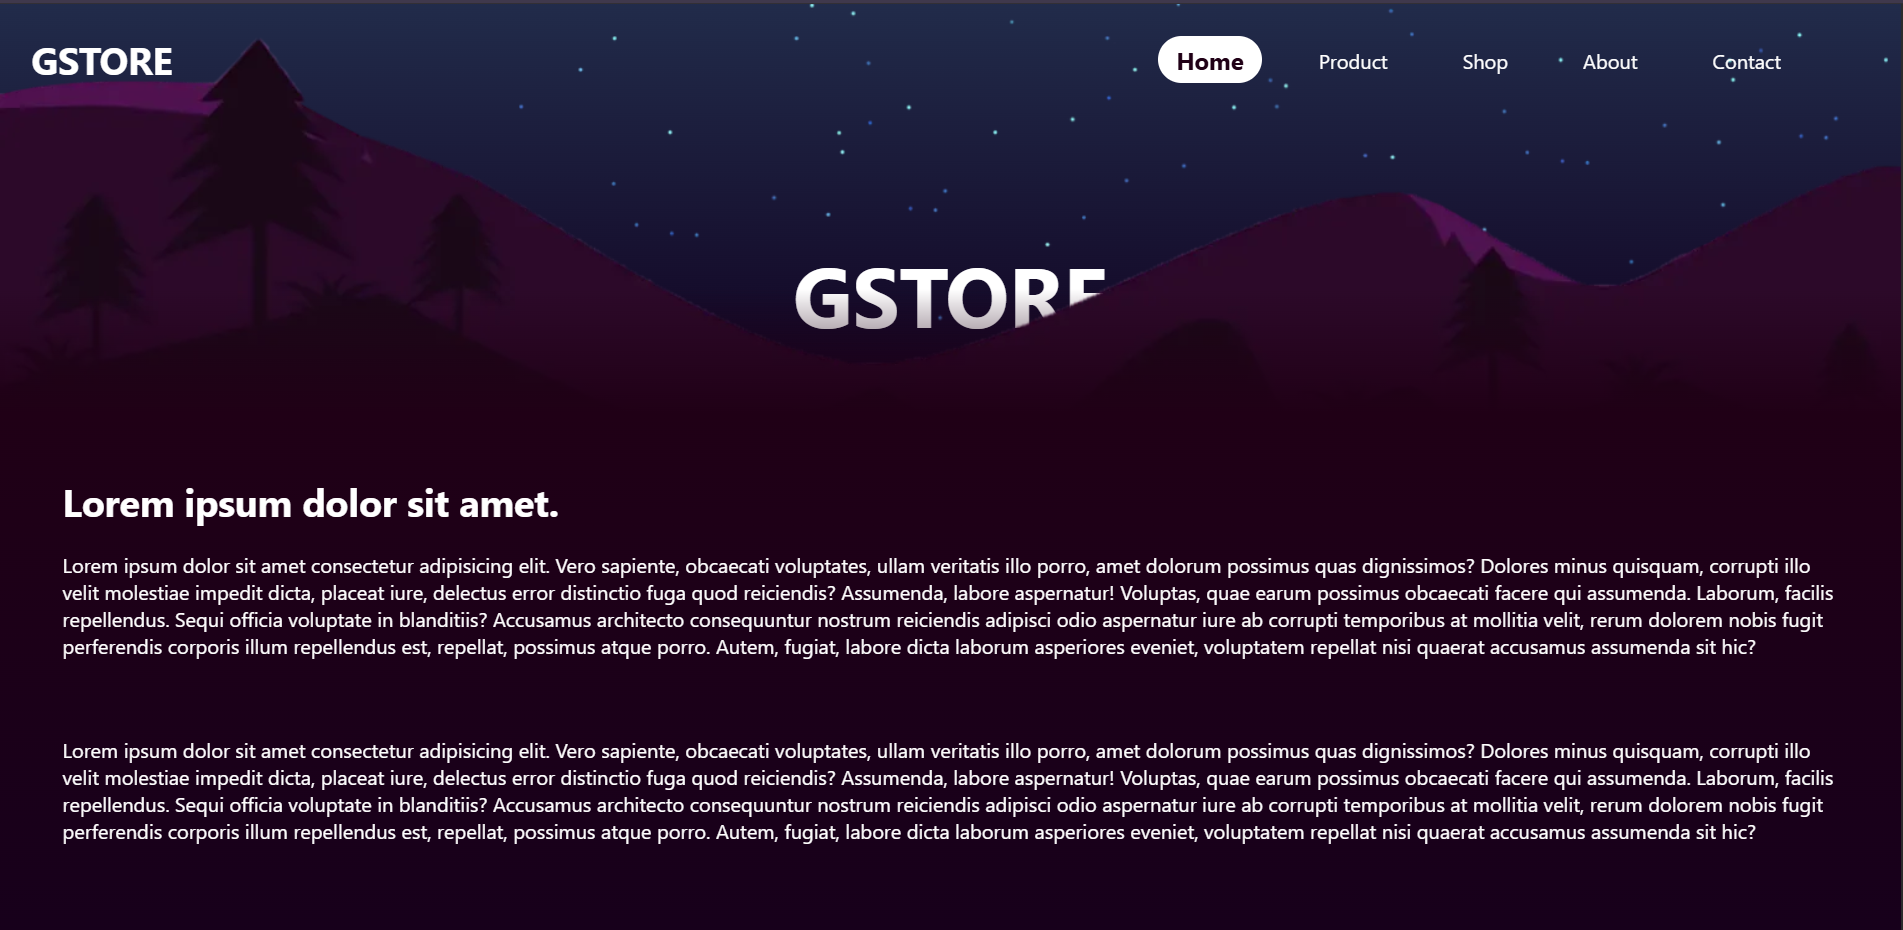 GSTORE
Home Product Shop About Contact
GSTORE
Lorem ipsum dolor sit amet.
Lorem ipsum dolor sit amet consectetur adipisicing elit. Vero sapiente, obcaecati voluptates, ullam veritatis illo porro, amet dolorum possimus quas dignissimos? Dolores minus quisquam, corrupti illo
velit molestiae impedit dicta, placeat iure, delectus error distinctio fuga quod reiciendis? Assumenda, labore aspernatur! Voluptas, quae earum possimus obcaecati facere qui assumenda. Laborum, facilis
repellendus. Sequi officia voluptate in blanditiis? Accusamus architecto consequuntur nostrum reiciendis adipisci odio aspernatur iure ab corrupti temporibus at mollitia velit, rerum dolorem nobis fugit
perferendis corporis illum repellendus est, repellat, possimus atque porro. Autem, fugiat, labore dicta laborum asperiores eveniet, voluptatem repellat nisi quaerat accusamus assumenda sit hic?
Lorem ipsum dolor sit amet consectetur adipisicing elit. Vero sapiente, obcaecati voluptates, ullam veritatis illo porro, amet dolorum possimus quas dignissimos? Dolores minus quisquam, corrupti illo
velit molestiae impedit dicta, placeat iure, delectus error distinctio fuga quod reiciendis? Assumenda, labore aspernatur! Voluptas, quae earum possimus obcaecati facere qui assumenda. Laborum, facilis
repellendus. Sequi officia voluptate in blanditiis? Accusamus architecto consequuntur nostrum reiciendis adipisci odio aspernatur iure ab corrupti temporibus at mollitia velit, rerum dolorem nobis fugit
perferendis corporis illum repellendus est, repellat, possimus atque porro. Autem, fugiat, labore dicta laborum asperiores eveniet, voluptatem repellat nisi quaerat accusamus assumenda sit hic?